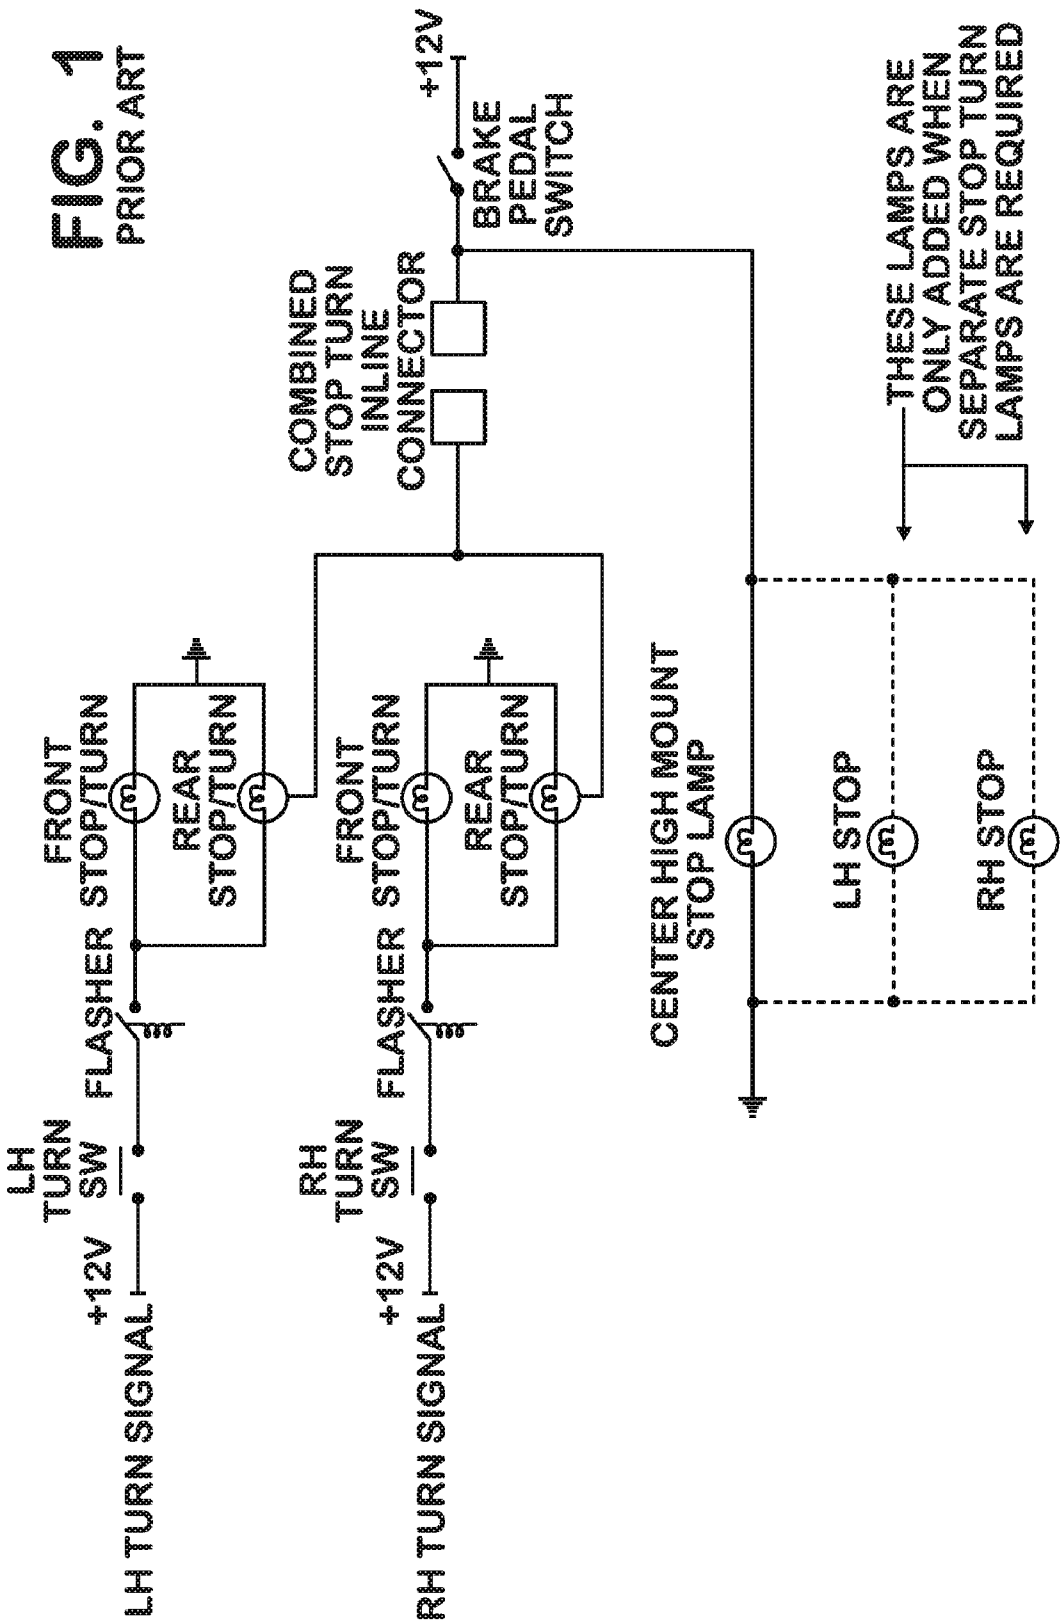 FIG. 1
PRIOR ART
LH
TURN
SW
+12V
LH TURN SIGNAL
FLASHER
FRONT
STOP/TURN
REAR
STOP/TURN
RH
TURN
SW
+12V
RH TURN SIGNAL
FLASHER
FRONT
STOP/TURN
REAR
STOP/TURN
COMBINED
STOP TURN
INLINE
CONNECTOR
+12V
BRAKE
PEDAL
SWITCH
CENTER HIGH MOUNT
STOP LAMP
LH STOP
RH STOP
THESE LAMPS ARE
ONLY ADDED WHEN
SEPARATE STOP TURN
LAMPS ARE REQUIRED